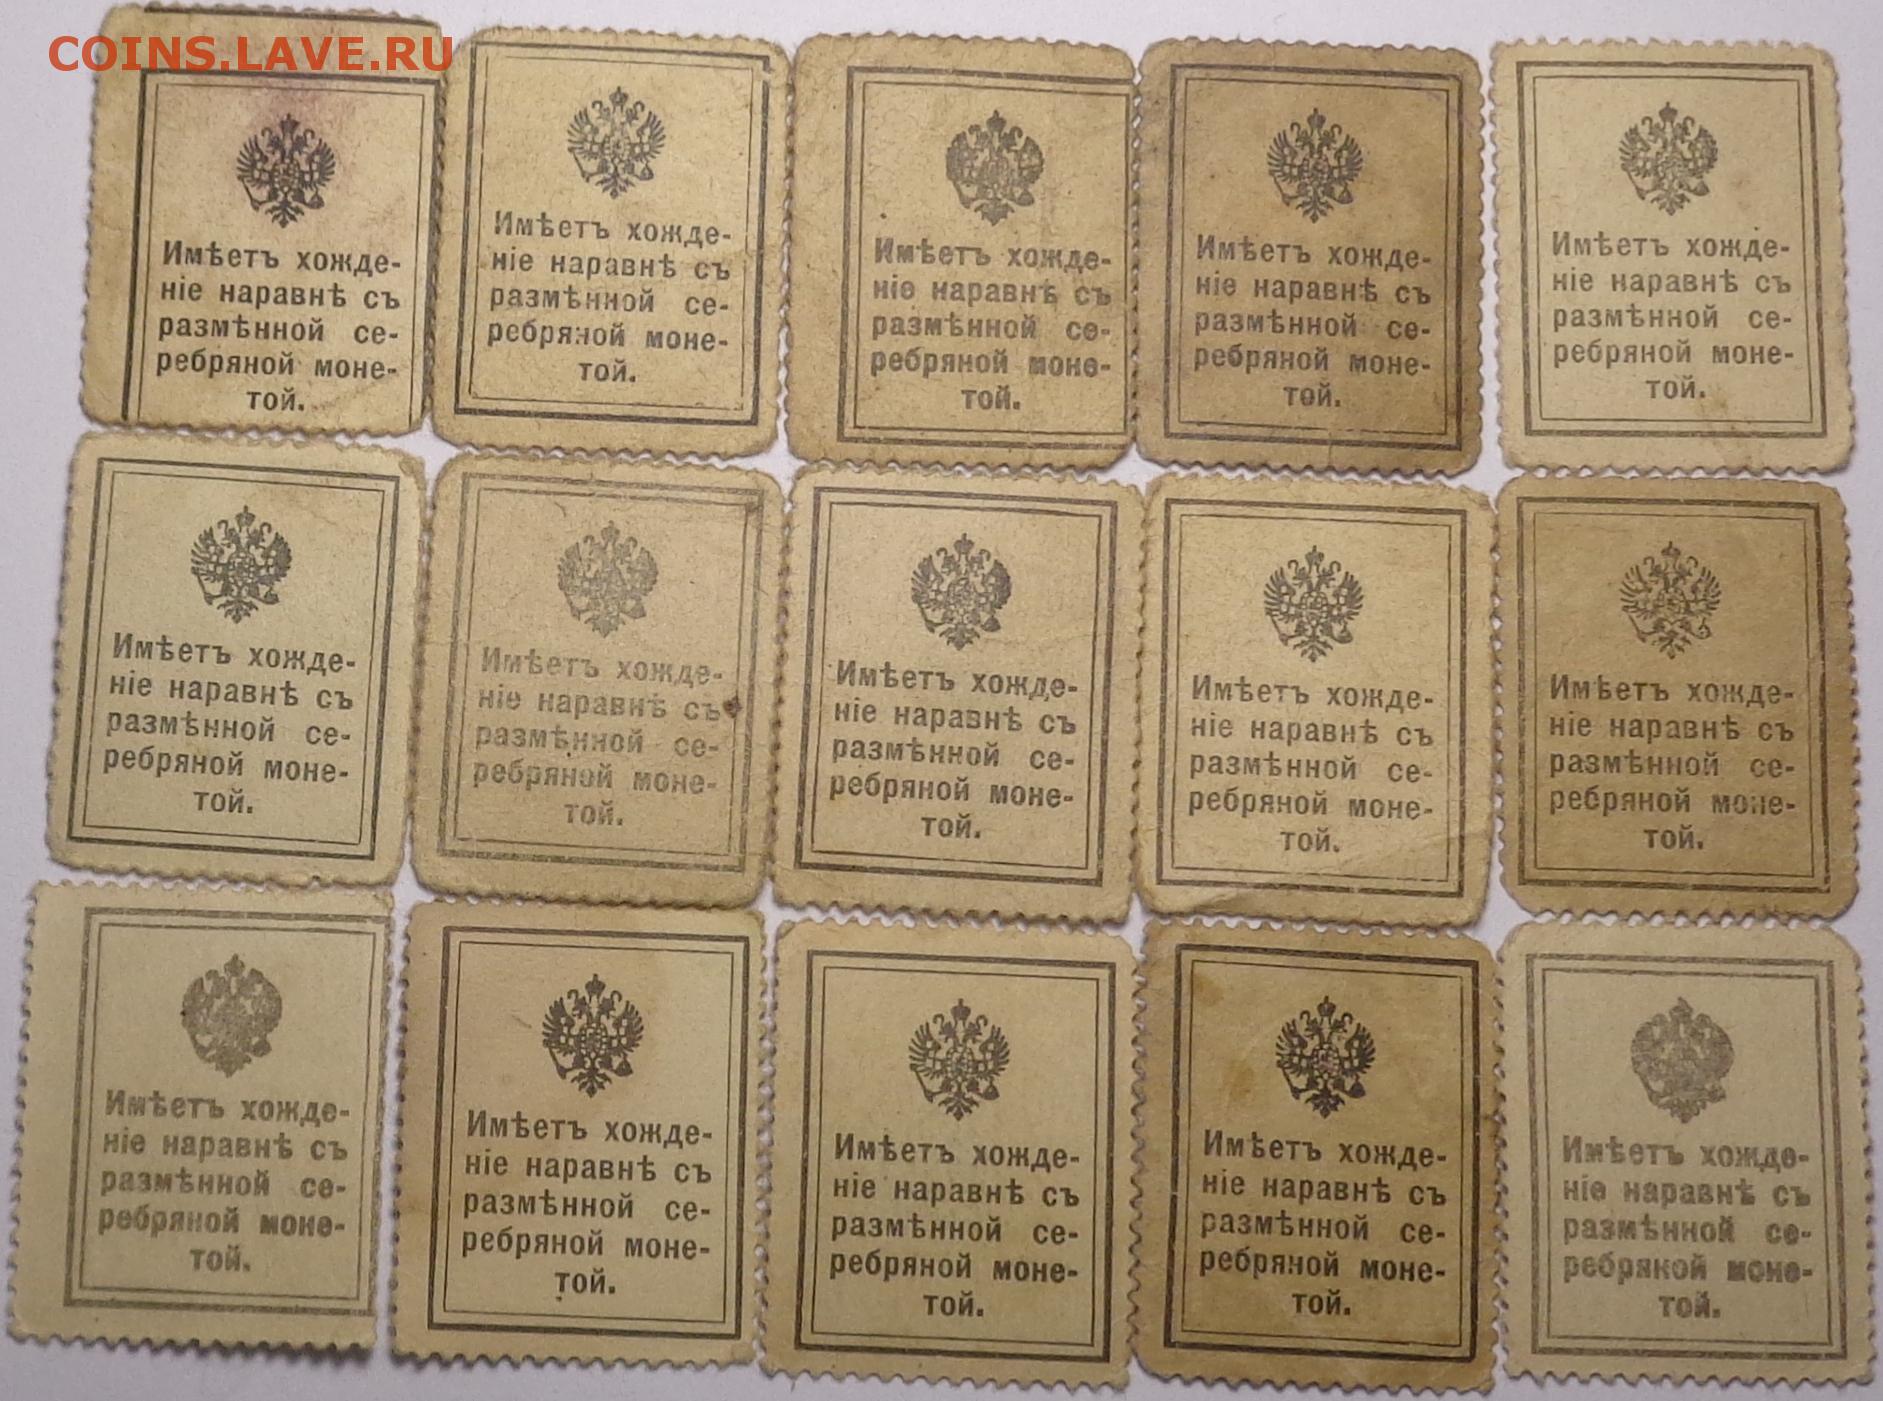 COINS.LAVE.RU
Имѣетъ хожде-
ніе наравнѣ съ
размѣнной се-
ребряной моне-
той.
Имѣетъ хожде-
ніе наравнѣ съ
размѣнной се-
ребряной моне-
той.
Имѣетъ хожде-
ніе наравнѣ съ
размѣнной се-
ребряной моне-
той.
Имѣетъ хожде-
ніе наравнѣ съ
размѣнной се-
ребряной моне-
той.
Имѣетъ хожде-
ніе наравнѣ съ
размѣнной се-
ребряной моне-
той.
Имѣетъ хожде-
ніе наравнѣ съ
размѣнной се-
ребряной моне-
той.
Имѣетъ хожде-
ніе наравнѣ съ
размѣнной се-
ребряной моне-
той.
Имѣетъ хожде-
ніе наравнѣ съ
размѣнной се-
ребряной моне-
той.
Имѣетъ хожде-
ніе наравнѣ съ
размѣнной се-
ребряной моне-
той.
Имѣетъ хожде-
ніе наравнѣ съ
размѣнной се-
ребряной моне-
той.
Имѣетъ хожде-
ніе наравнѣ съ
размѣнной се-
ребряной моне-
той.
Имѣетъ хожде-
ніе наравнѣ съ
размѣнной се-
ребряной моне-
той.
Имѣетъ хожде-
ніе наравнѣ съ
размѣнной се-
ребряной моне-
той.
Имѣетъ хожде-
ніе наравнѣ съ
размѣнной се-
ребряной моне-
той.
Имѣетъ хожде-
ніе наравнѣ съ
размѣнной се-
ребряной моне-
той.